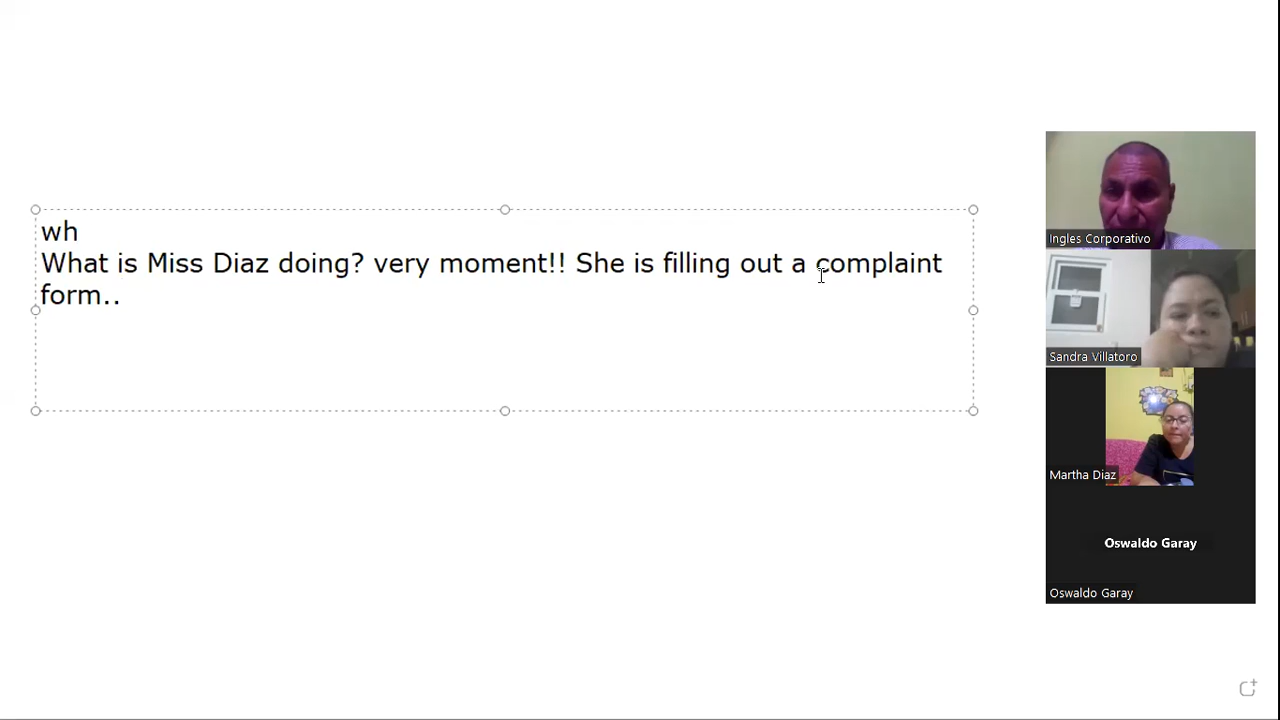 wh
What is Miss Diaz doing? very moment!! She is filling out a complaint
form..
Ingles Corporativo
Sandra Villatoro
Martha Diaz
Oswaldo Garay
Oswaldo Garay